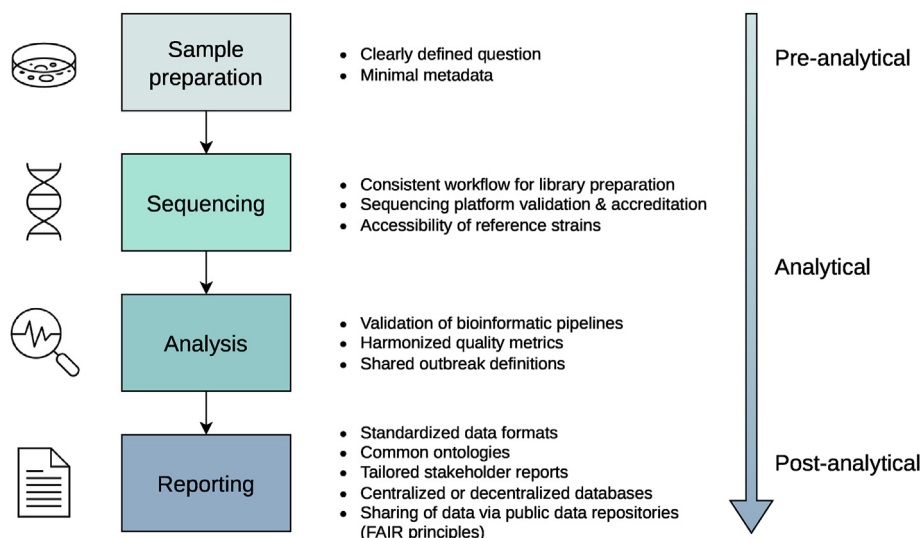 Sample
preparation
• Clearly defined question
• Minimal metadata
Pre-analytical
Sequencing
• Consistent workflow for library preparation
• Sequencing platform validation & accreditation
• Accessibility of reference strains
Analytical
Analysis
• Validation of bioinformatic pipelines
• Harmonized quality metrics
• Shared outbreak definitions
Reporting
• Standardized data formats
• Common ontologies
• Tailored stakeholder reports
• Centralized or decentralized databases
• Sharing of data via public data repositories
(FAIR principles)
Post-analytical